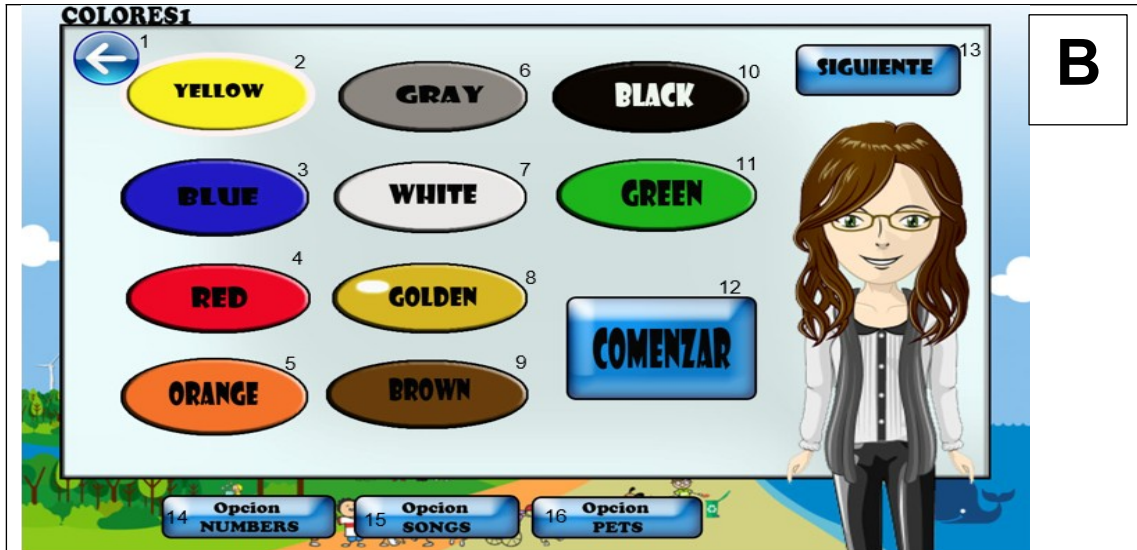 COLORES1
B
1
2
YELLOW
6
GRAY
10
BLACK
13
SIGUIENTE
3
BLUE
7
WHITE
11
GREEN
4
RED
8
GOLDEN
12
COMENZAR
5
ORANGE
9
BROWN
14
Opcion
NUMBERS
15
Opcion
SONGS
16
Opcion
PETS